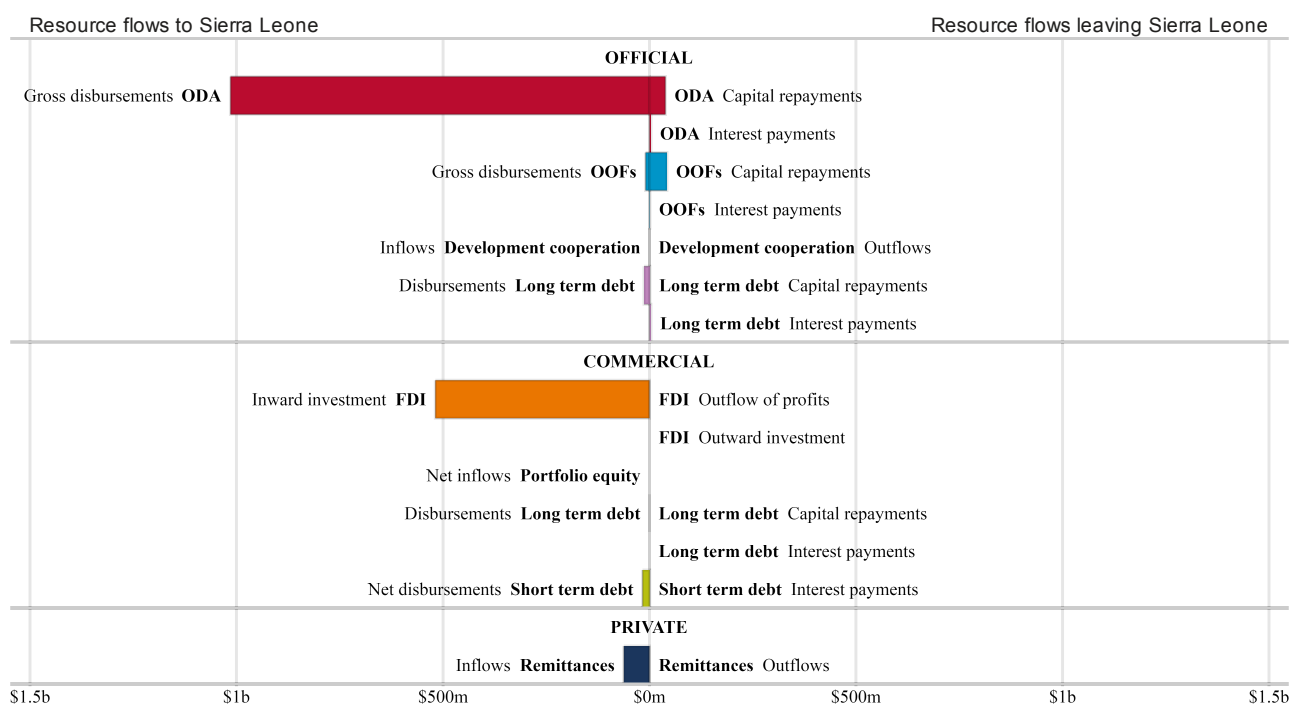 Resource flows to Sierra Leone Resource flows leaving Sierra Leone
OFFICIAL
Gross disbursements ODA ODA Capital repayments
ODA Interest payments
Gross disbursements OOFs OOFs Capital repayments
OOFs Interest payments
Inflows Development cooperation Development cooperation Outflows
Disbursements Long term debt Long term debt Capital repayments
Long term debt Interest payments
COMMERCIAL
Inward investment FDI FDI Outflow of profits
FDI Outward investment
Net inflows Portfolio equity
Disbursements Long term debt Long term debt Capital repayments
Long term debt Interest payments
Net disbursements Short term debt Short term debt Interest payments
PRIVATE
Inflows Remittances Remittances Outflows
$1.5b $1b $500m $0m $500m $1b $1.5b